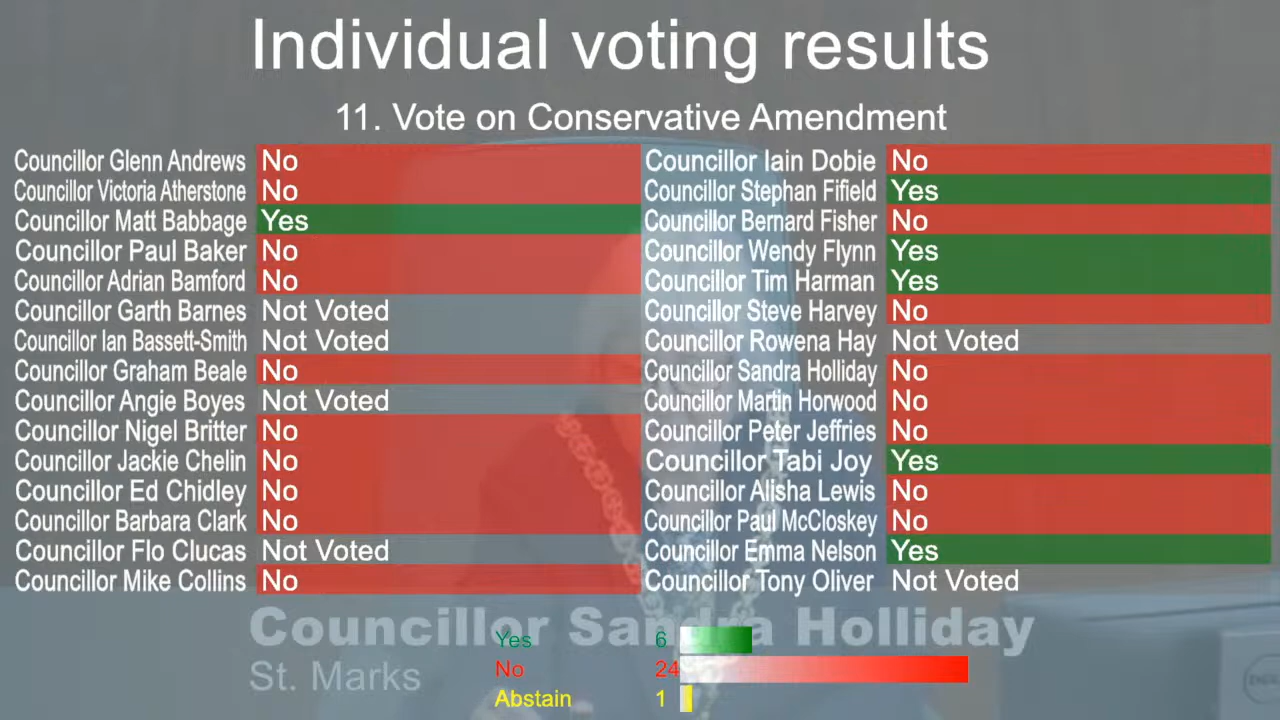 Individual voting results
11. Vote on Conservative Amendment
Councillor Glenn Andrews No Councillor Iain Dobie No
Councillor Victoria Atherstone No Councillor Stephan Fifield Yes
Councillor Matt Babbage Yes Councillor Bernard Fisher No
Councillor Paul Baker No Councillor Wendy Flynn Yes
Councillor Adrian Bamford No Councillor Tim Harman Yes
Councillor Garth Barnes Not Voted Councillor Steve Harvey No
Councillor Ian Bassett-Smith Not Voted Councillor Rowena Hay Not Voted
Councillor Graham Beale No Councillor Sandra Holliday No
Councillor Angie Boyes Not Voted Councillor Martin Horwood No
Councillor Nigel Britter No Councillor Peter Jeffries No
Councillor Jackie Chelin No Councillor Tabi Joy Yes
Councillor Ed Chidley No Councillor Alisha Lewis No
Councillor Barbara Clark No Councillor Paul McCloskey No
Councillor Flo Clucas Not Voted Councillor Emma Nelson Yes
Councillor Mike Collins No Councillor Tony Oliver Not Voted
Councillor Sandra Holliday
St. Marks
Yes 6
No 24
Abstain 1